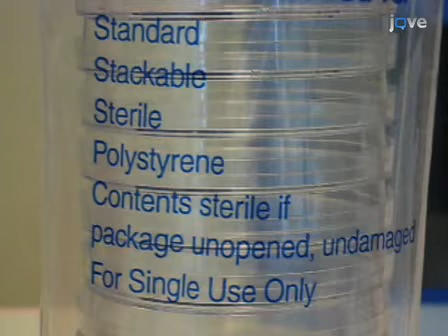 jove
Standard
Stackable
Sterile
Polystyrene
Contents sterile if
package unopened, undamaged
For Single Use Only